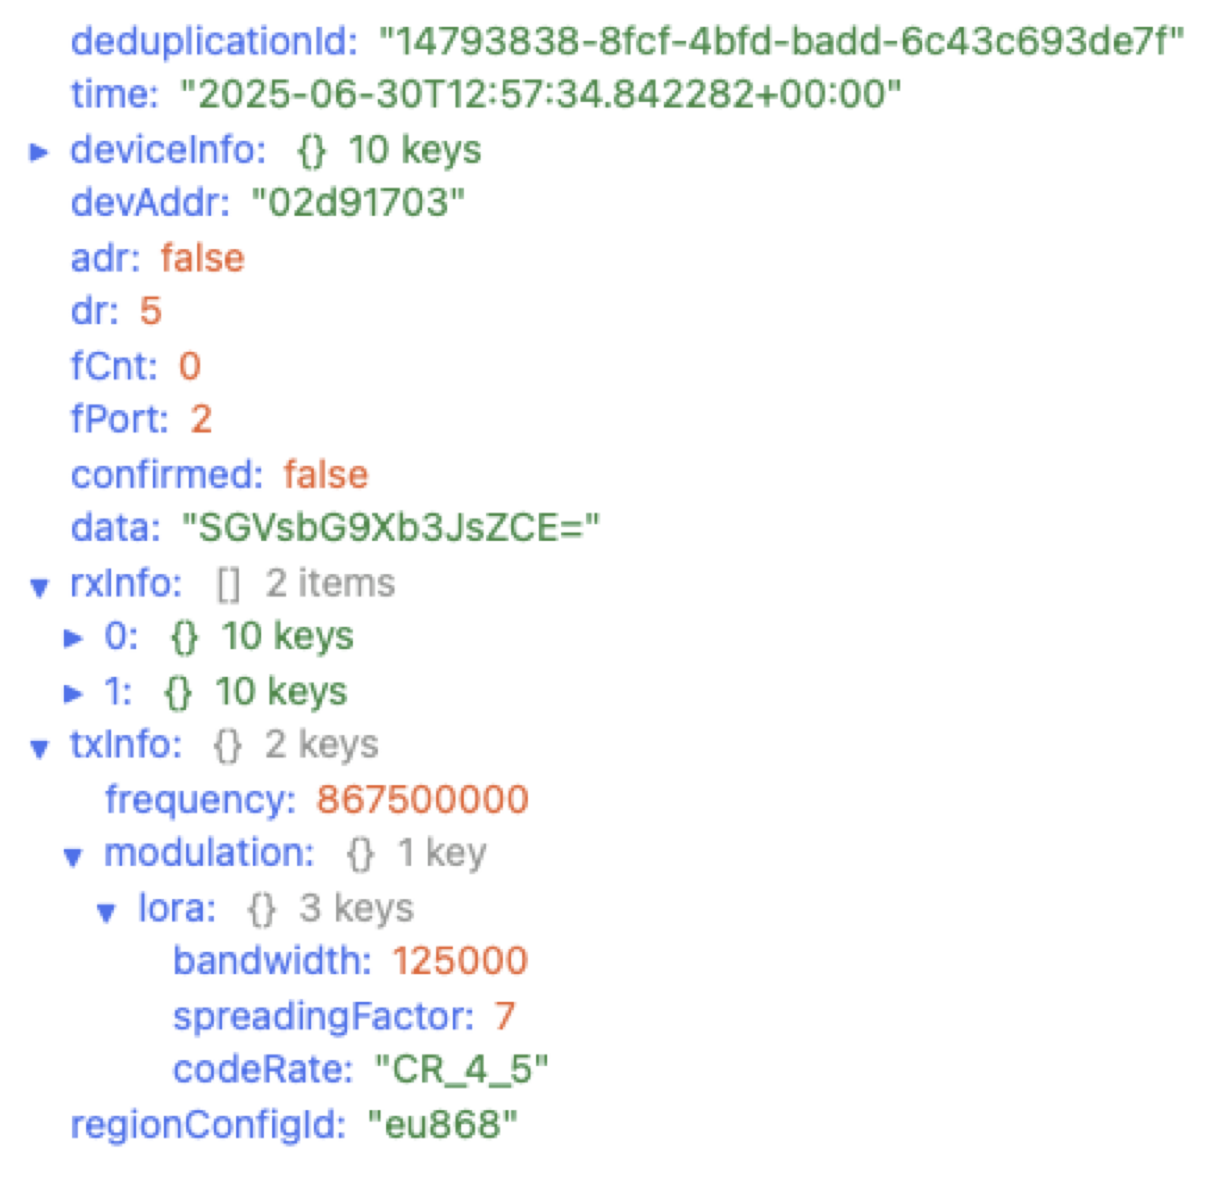 deduplicationId: "14793838-8fcf-4bfd-badd-6c43c693de7f"
time: "2025-06-30T12:57:34.842282+00:00"
deviceInfo: {} 10 keys
devAddr: "02d91703"
adr: false
dr: 5
fCnt: 0
fPort: 2
confirmed: false
data: "SGVsbG9Xb3JsZCE="
rxInfo: [] 2 items
0: {} 10 keys
1: {} 10 keys
txInfo: {} 2 keys
frequency: 867500000
modulation: {} 1 key
lora: {} 3 keys
bandwidth: 125000
spreadingFactor: 7
codeRate: "CR_4_5"
regionConfigId: "eu868"